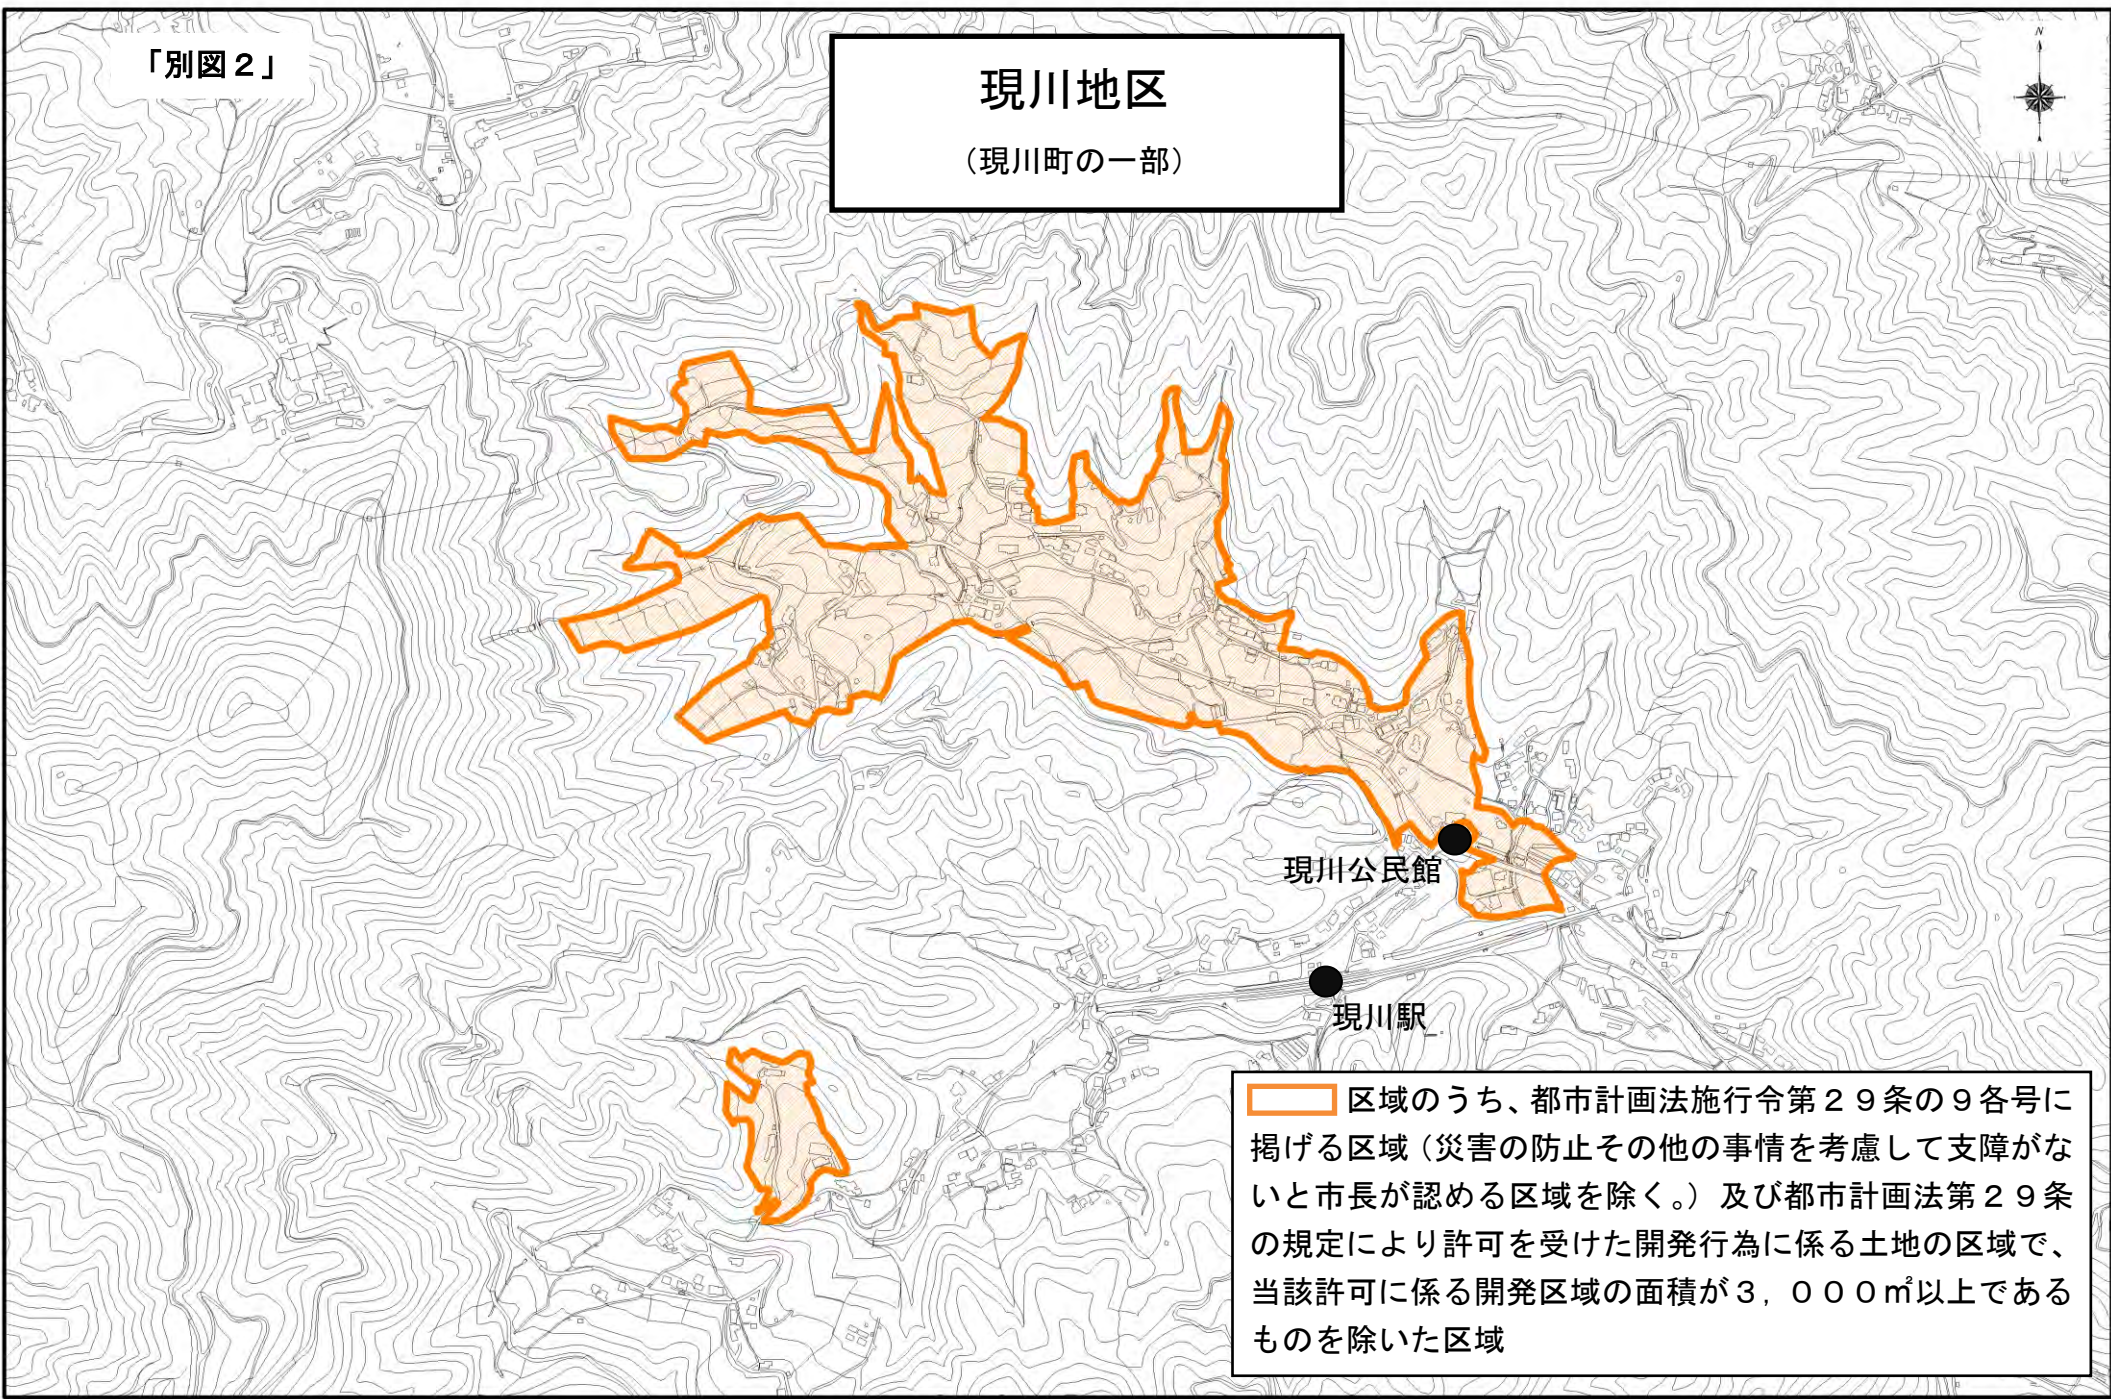 「別図２」
現川地区
（現川町の一部）
N
現川公民館
現川駅
区域のうち、都市計画法施行令第２９条の９各号に
掲げる区域（災害の防止その他の事情を考慮して支障がな
いと市長が認める区域を除く。）及び都市計画法第２９条
の規定により許可を受けた開発行為に係る土地の区域で、
当該許可に係る開発区域の面積が３，０００㎡以上である
ものを除いた区域